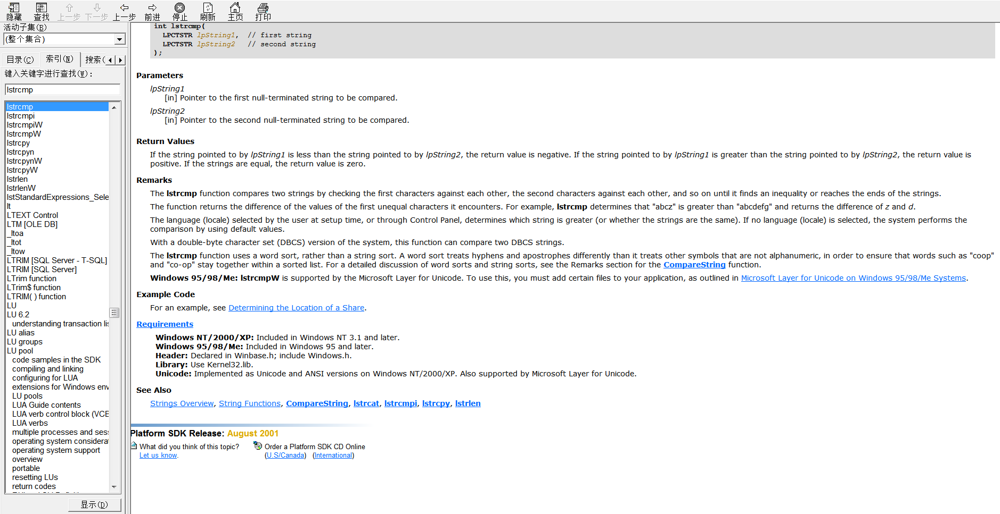 隐藏 查找 上一步 下一步 上一步 前进 停止 刷新 主页 打印
活动子集(B)
(整个集合)
目录(C) 索引(N) 搜索(
键入关键字进行查找(W):
lstrcmp
lstrcmp
lstrcmpi
lstrcmpiW
lstrcmpW
lstrcpy
lstrcpyn
lstrcpynW
lstrcpyW
lstrlen
lstrlenW
lstStandardExpressions_Sele
lt
LTEXT Control
LTM [OLE DB]
_ltoa
_ltot
_ltow
LTRIM [SQL Server - T-SQL]
LTRIM [SQL Server]
LTrim function
LTrim$ function
LTRIM( ) function
LU
LU 6.2
understanding transaction lis
LU alias
LU groups
LU pool
code samples in the SDK
compiling and linking
configuring for LUA
extensions for Windows env
LU pools
LUA Guide contents
LUA verb control block (VCB
LUA verbs
multiple processes and sess
operating system considerat
operating system support
overview
portable
resetting LUs
return codes
显示(D)
int lstrcmp(
LPCTSTR lpString1, // first string
LPCTSTR lpString2 // second string
);
Parameters
lpString1
[in] Pointer to the first null-terminated string to be compared.
lpString2
[in] Pointer to the second null-terminated string to be compared.
Return Values
If the string pointed to by lpString1 is less than the string pointed to by lpString2, the return value is negative. If the string pointed to by lpString1 is greater than the string pointed to by lpString2, the return value is
positive. If the strings are equal, the return value is zero.
Remarks
The lstrcmp function compares two strings by checking the first characters against each other, the second characters against each other, and so on until it finds an inequality or reaches the ends of the strings.
The function returns the difference of the values of the first unequal characters it encounters. For example, lstrcmp determines that "abcz" is greater than "abcdefg" and returns the difference of z and d.
The language (locale) selected by the user at setup time, or through Control Panel, determines which string is greater (or whether the strings are the same). If no language (locale) is selected, the system performs the
comparison by using default values.
With a double-byte character set (DBCS) version of the system, this function can compare two DBCS strings.
The lstrcmp function uses a word sort, rather than a string sort. A word sort treats hyphens and apostrophes differently than it treats other symbols that are not alphanumeric, in order to ensure that words such as "coop"
and "co-op" stay together within a sorted list. For a detailed discussion of word sorts and string sorts, see the Remarks section for the CompareString function.
Windows 95/98/Me: lstrcmpW is supported by the Microsoft Layer for Unicode. To use this, you must add certain files to your application, as outlined in Microsoft Layer for Unicode on Windows 95/98/Me Systems.
Example Code
For an example, see Determining the Location of a Share.
Requirements
Windows NT/2000/XP: Included in Windows NT 3.1 and later.
Windows 95/98/Me: Included in Windows 95 and later.
Header: Declared in Winbase.h; include Windows.h.
Library: Use Kernel32.lib.
Unicode: Implemented as Unicode and ANSI versions on Windows NT/2000/XP. Also supported by Microsoft Layer for Unicode.
See Also
Strings Overview, String Functions, CompareString, lstrcat, lstrcmpi, lstrcpy, lstrlen
Platform SDK Release: August 2001
What did you think of this topic? Order a Platform SDK CD Online
Let us know. (U.S/Canada) (International)